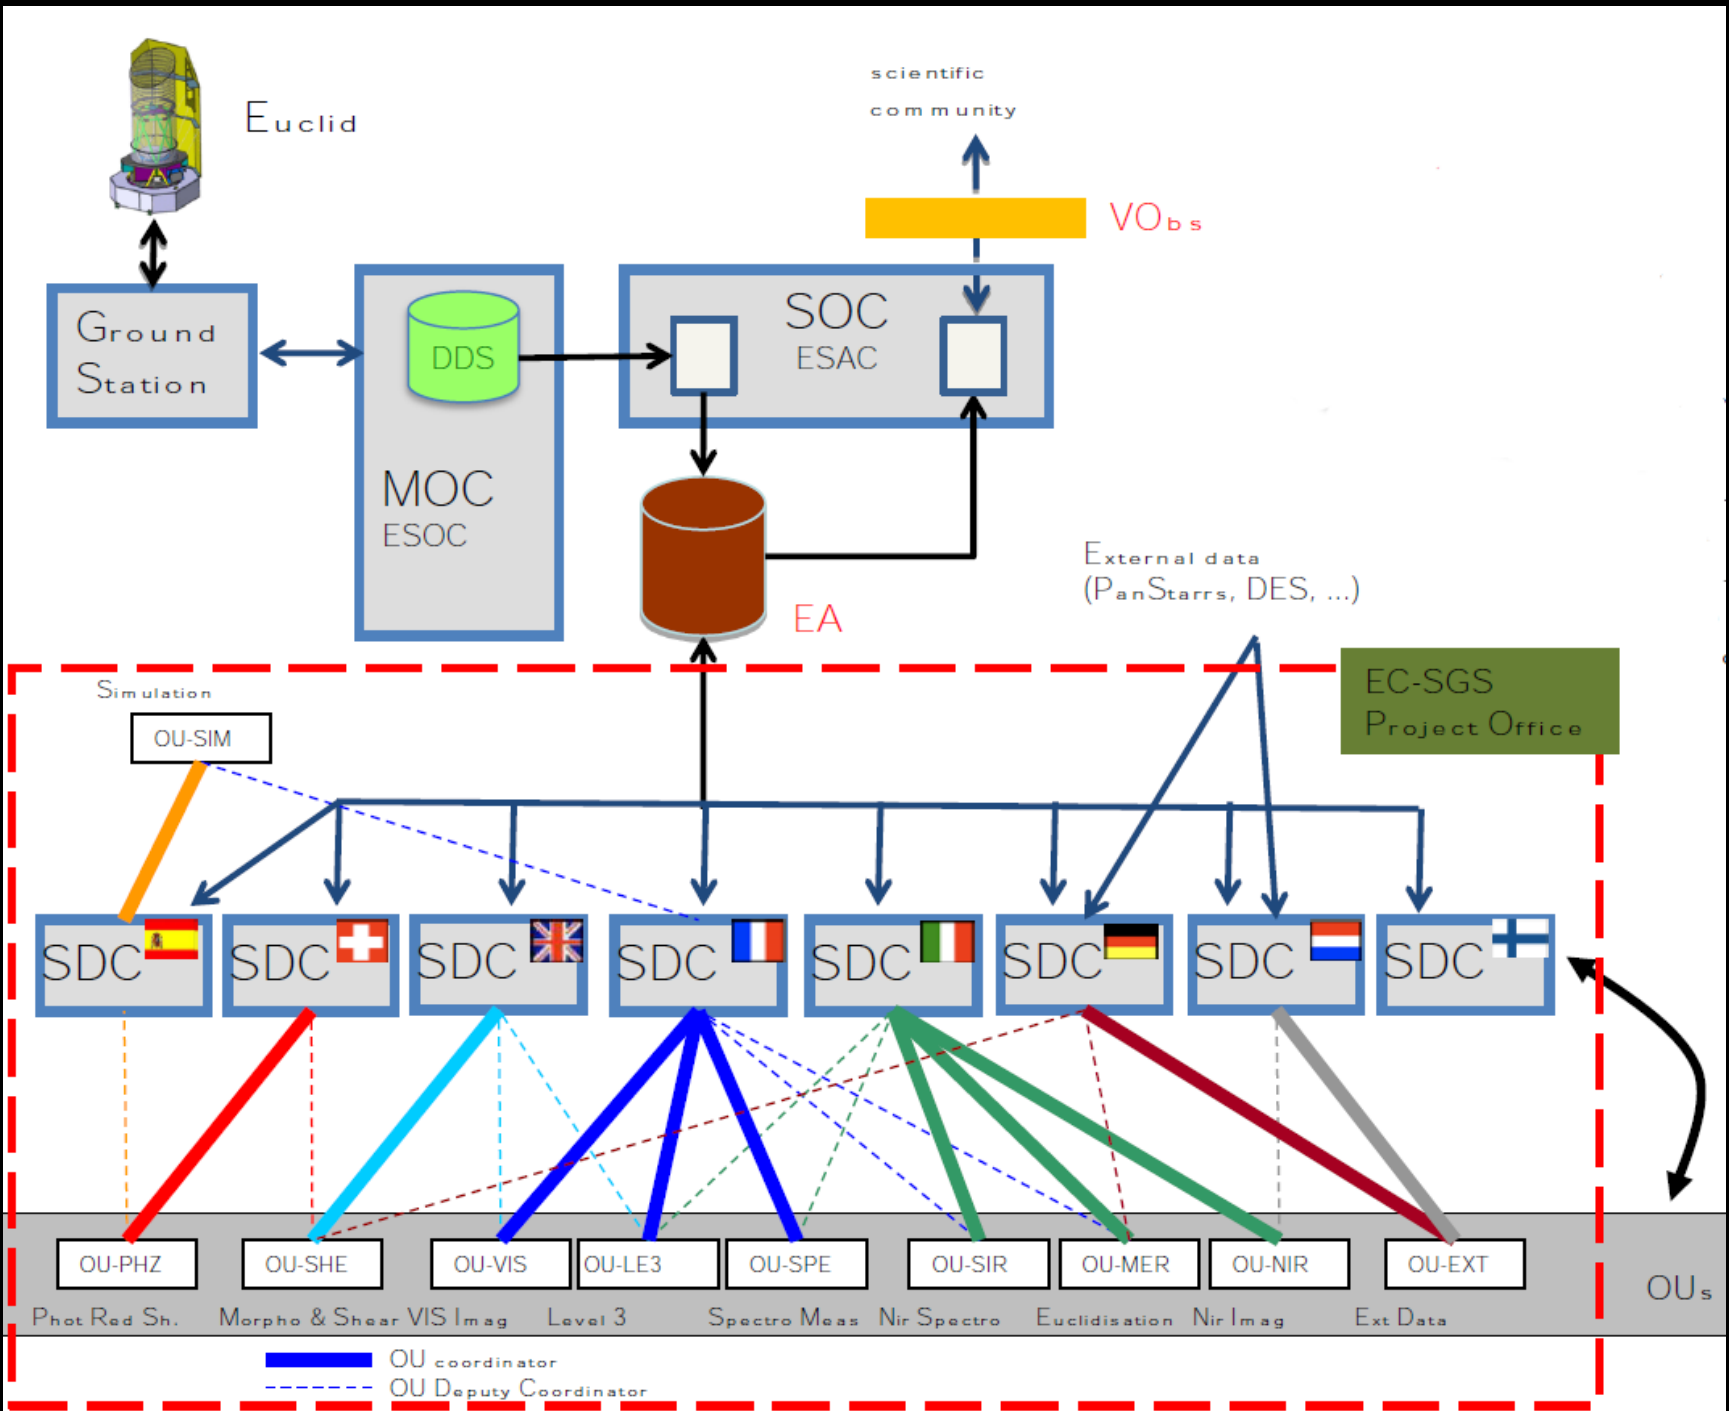 Euclid
scientific
community
VObs
Ground
Station
DDS
SOC
ESAC
MOC
ESOC
EA
External data
(PanStarrs, DES, ...)
EC-SGS
Project Office
Simulation
OU-SIM
SDC
SDC
SDC
SDC
SDC
SDC
SDC
SDC
OU-PHZ
OU-SHE
OU-VIS
OU-LE3
OU-SPE
OU-SIR
OU-MER
OU-NIR
OU-EXT
OUs
Phot Red Sh.
Morpho & Shear
VIS Imag
Level 3
Spectro Meas
Nir Spectro
Euclidisation
Nir Imag
Ext Data
OU coordinator
OU Deputy Coordinator